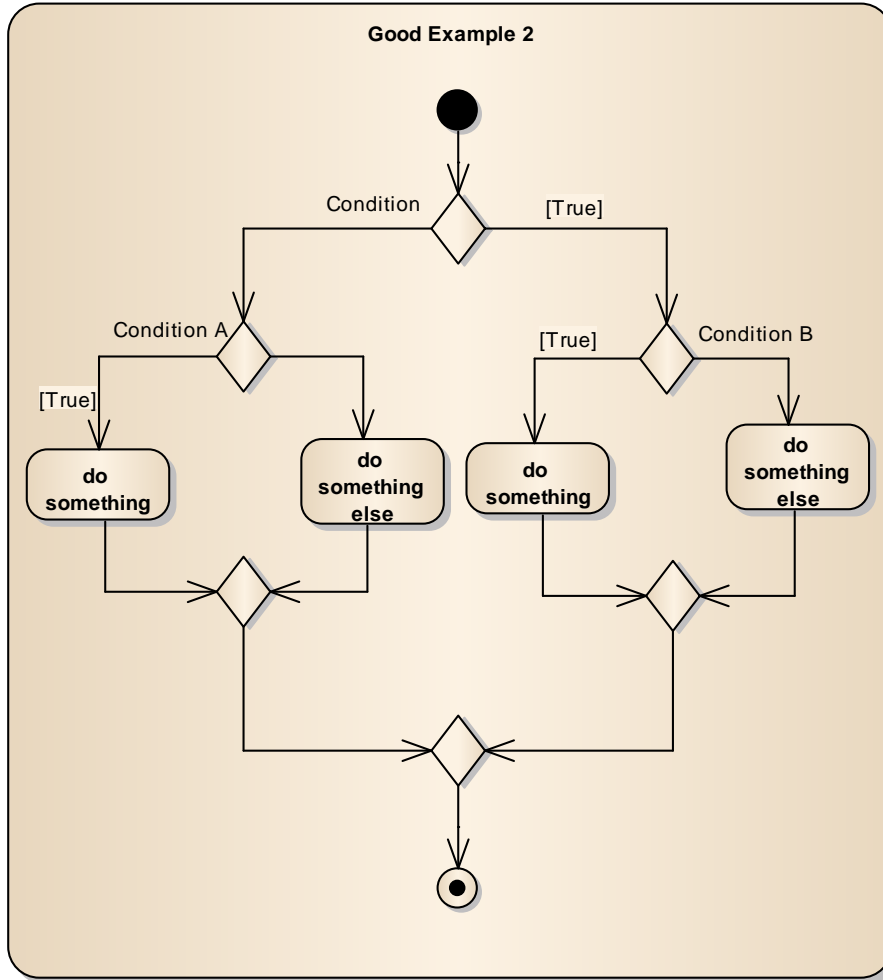 Good Example 2
Condition
[True]
Condition A
[True]
Condition B
[True]
do
something
do
something
else
do
something
do
something
else